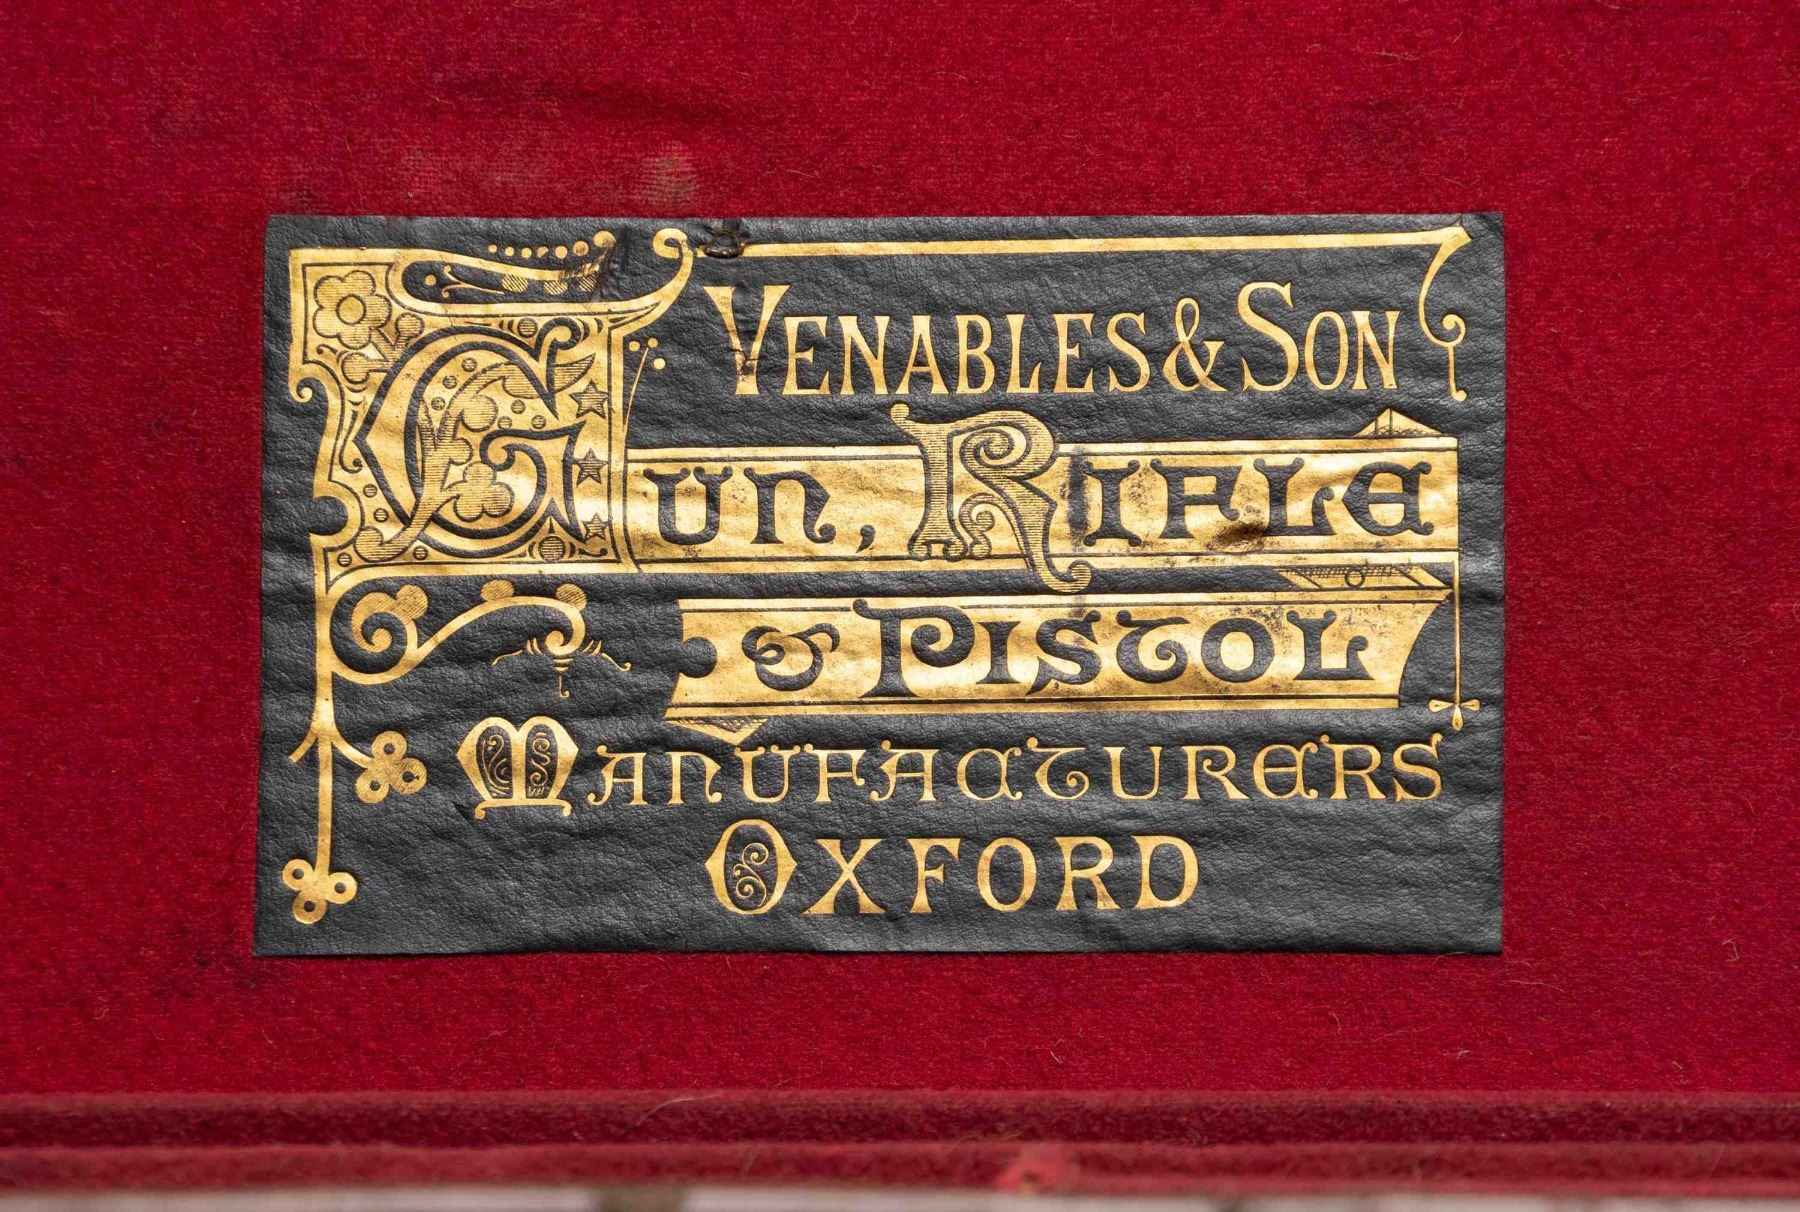 VENABLES & SON
GUN, RIFLE
& PISTOL
MANUFACTURERS
OXFORD